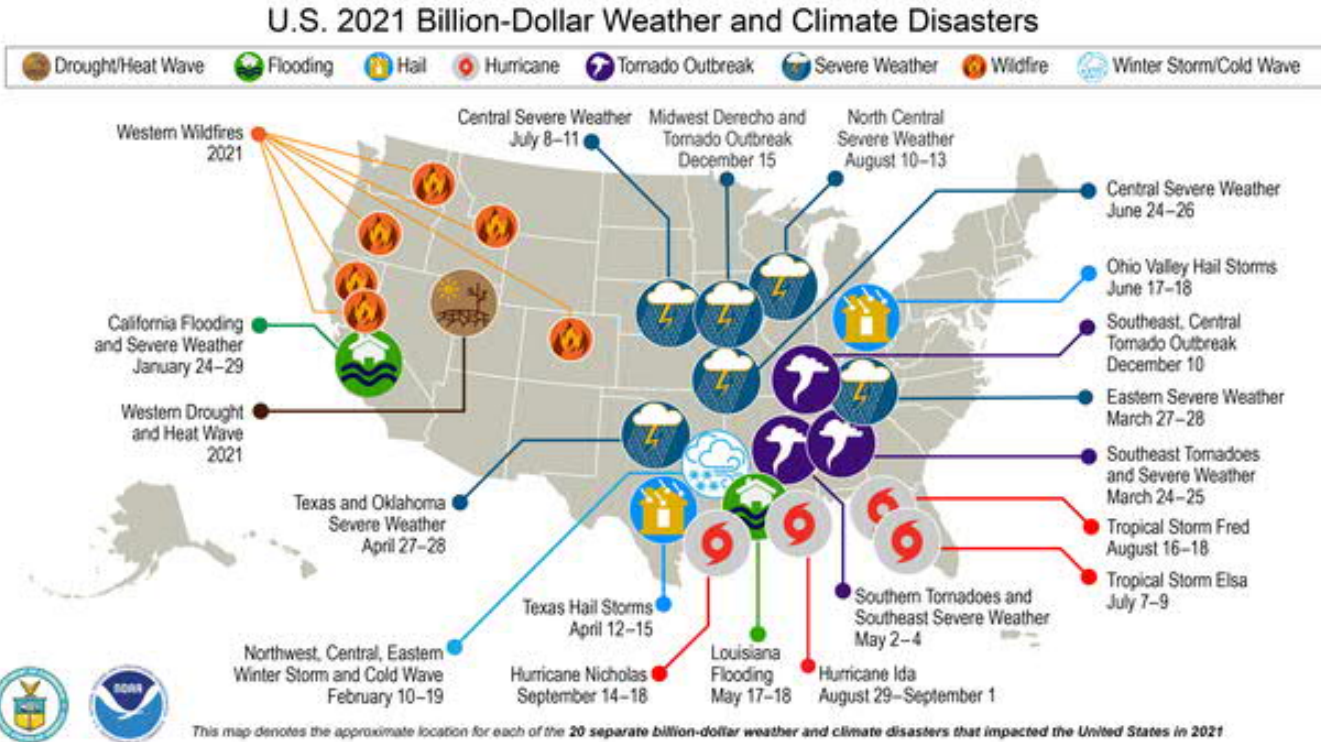 U.S. 2021 Billion-Dollar Weather and Climate Disasters
Drought/Heat Wave
Flooding
Hail
Hurricane
Tornado Outbreak
Severe Weather
Wildfire
Winter Storm/Cold Wave
Western Wildfires
2021
Central Severe Weather
July 8–11
Midwest Derecho and
Tornado Outbreak
December 15
North Central
Severe Weather
August 10–13
Central Severe Weather
June 24–26
Ohio Valley Hail Storms
June 17–18
California Flooding
and Severe Weather
January 24–29
Southeast, Central
Tornado Outbreak
December 10
Western Drought
and Heat Wave
2021
Eastern Severe Weather
March 27–28
Southeast Tornadoes
and Severe Weather
March 24–25
Texas and Oklahoma
Severe Weather
April 27–28
Tropical Storm Fred
August 16–18
Tropical Storm Elsa
July 7–9
Texas Hail Storms
April 12–15
Southern Tornadoes and
Southeast Severe Weather
May 2–4
Northwest, Central, Eastern
Winter Storm and Cold Wave
February 10–19
Hurricane Nicholas
September 14–18
Louisiana
Flooding
May 17–18
Hurricane Ida
August 29–September 1
NOAA
This map denotes the approximate location for each of the 20 separate billion-dollar weather and climate disasters that impacted the United States in 2021